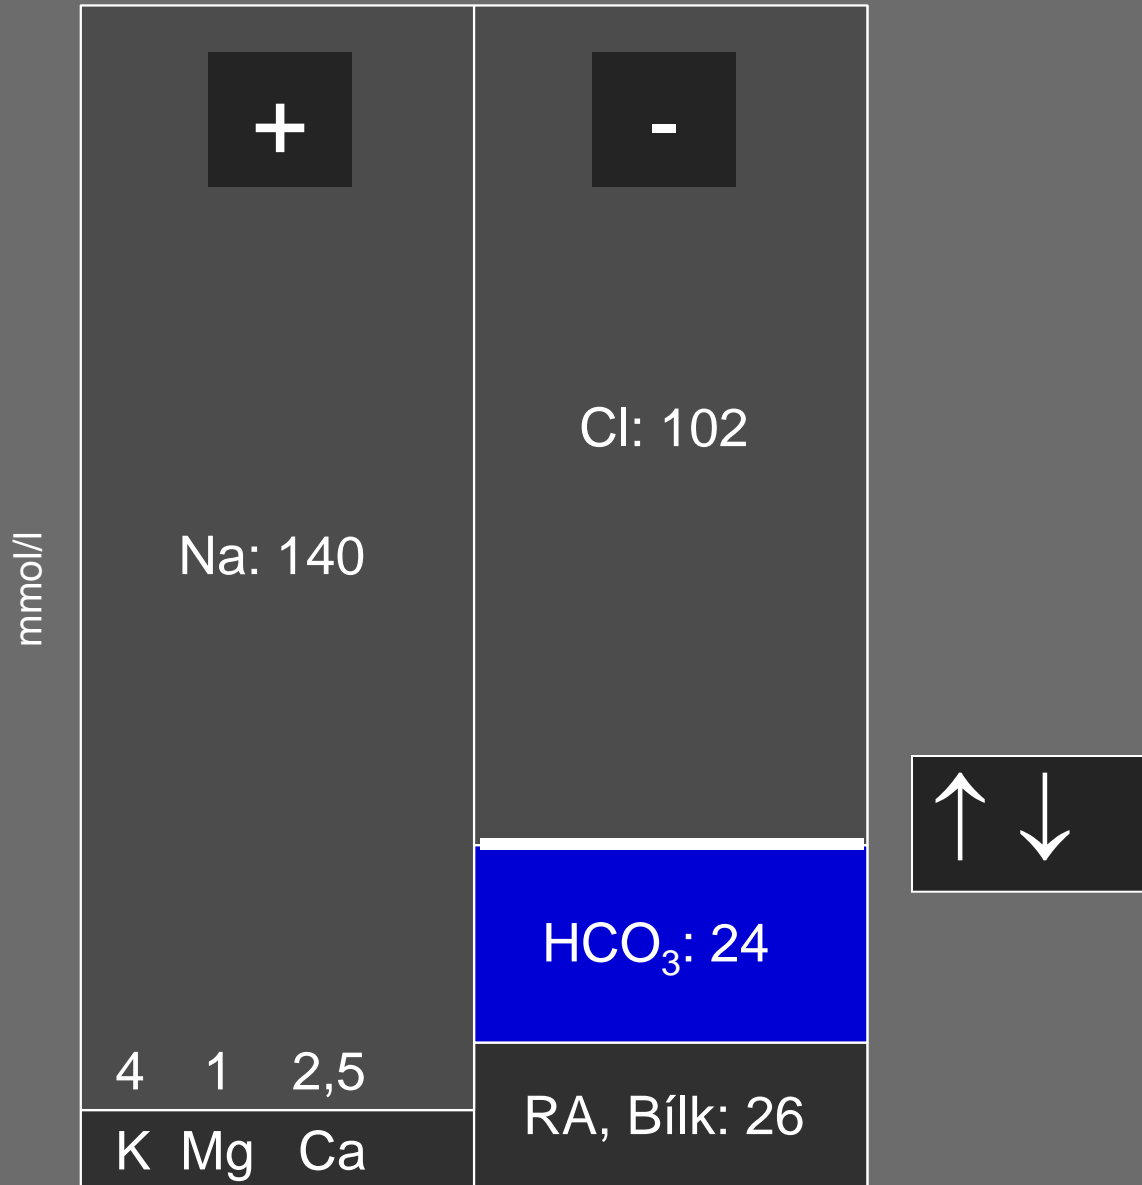 +
-
Cl: 102
Na: 140
mmol/l
↑ ↓
HCO₃: 24
4 1 2,5
RA, Bílk: 26
K Mg Ca